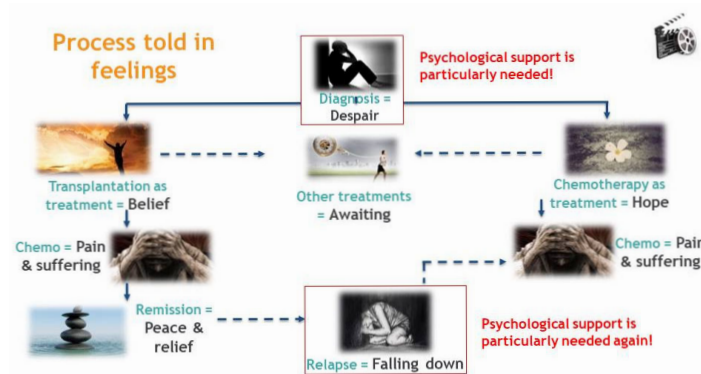 Process told in
feelings
Psychological support is
particularly needed!
Diagnosis =
Despair
Transplantation as
treatment = Belief
Other treatments
= Awaiting
Chemotherapy as
treatment = Hope
Chemo = Pain
& suffering
Chemo = Pain
& suffering
Remission =
Peace &
relief
Relapse = Falling down
Psychological support is
particularly needed again!